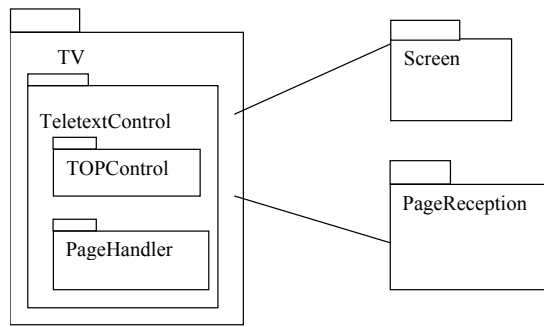 TV
TeletextControl
TOPControl
PageHandler
Screen
PageReception